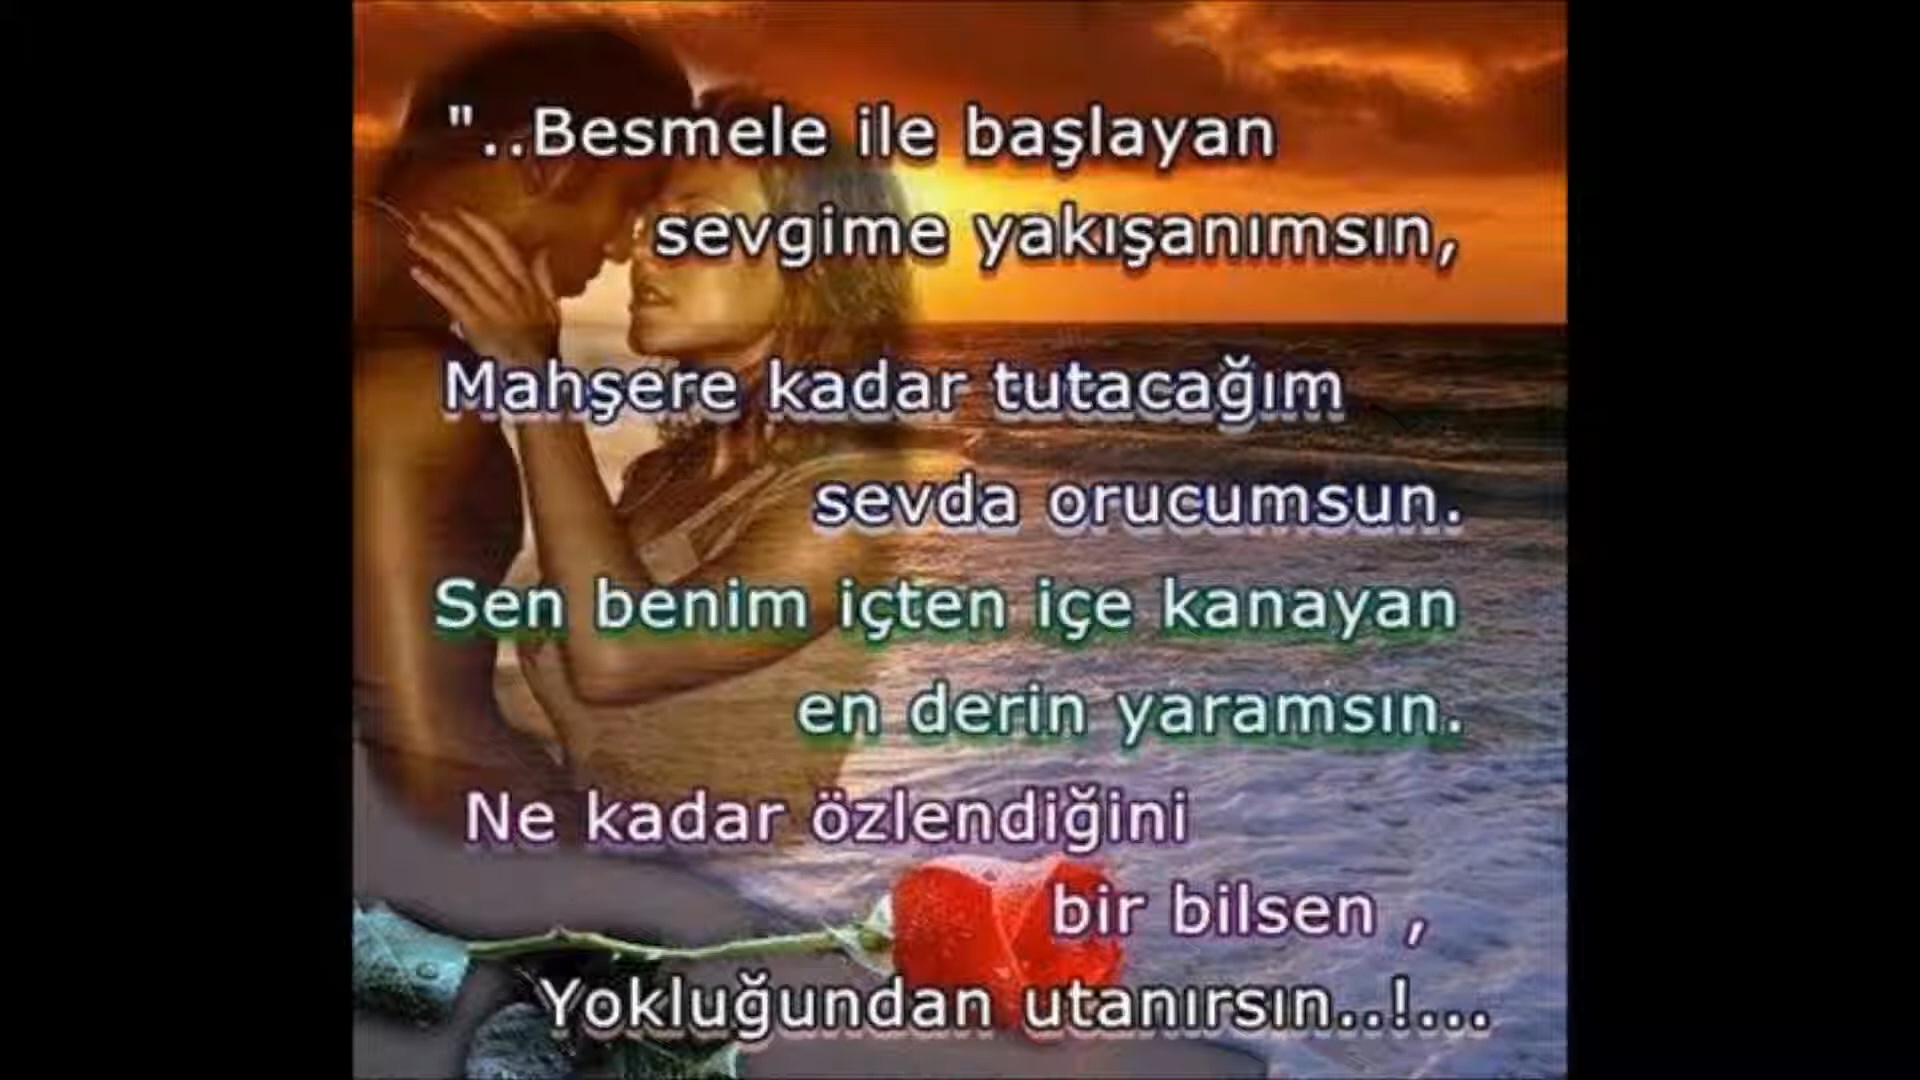 "..Besmele ile başlayan
sevgime yakışanımsın,
Mahşere kadar tutacağım
sevda orucumsun.
Sen benim içten içe kanayan
en derin yaramsın.
Ne kadar özlendiğini
bir bilsen ,
Yokluğundan utanırsın..!...